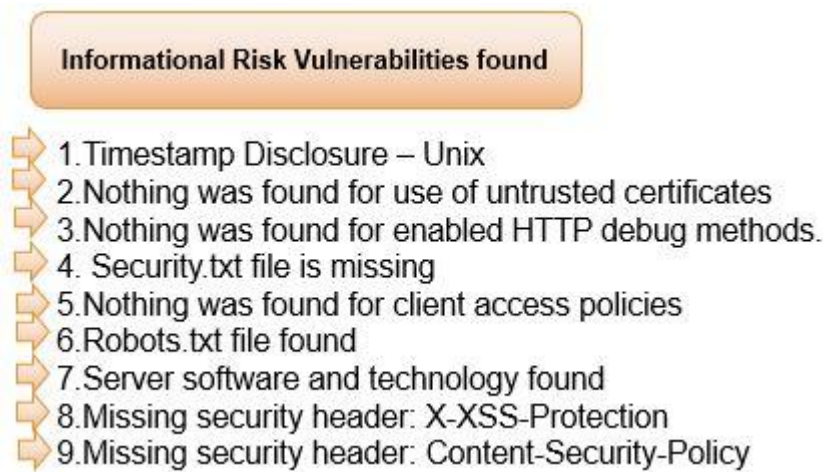 Informational Risk Vulnerabilities found
1.Timestamp Disclosure – Unix
2.Nothing was found for use of untrusted certificates
3.Nothing was found for enabled HTTP debug methods.
4. Security.txt file is missing
5.Nothing was found for client access policies
6.Robots.txt file found
7.Server software and technology found
8.Missing security header: X-XSS-Protection
9.Missing security header: Content-Security-Policy